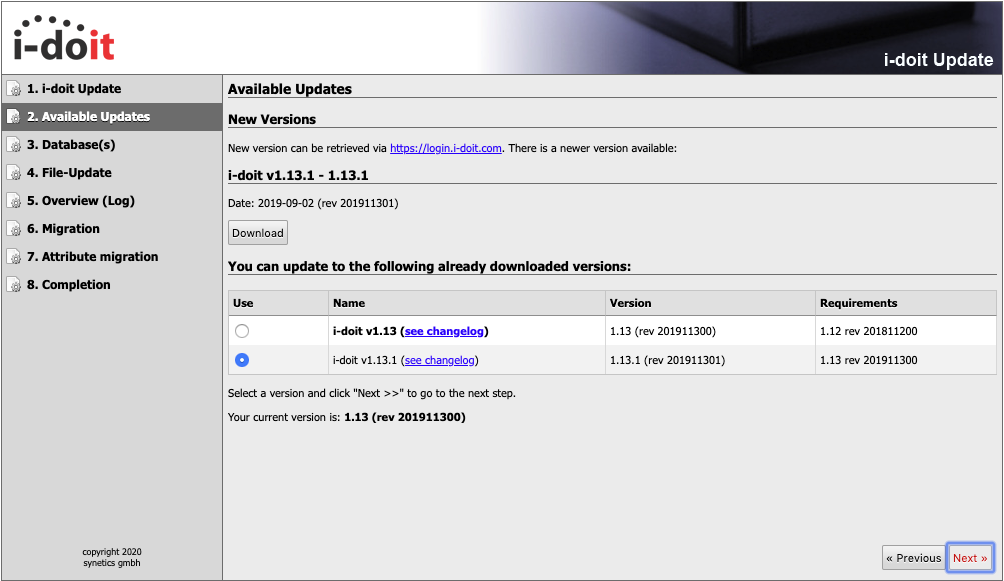 i-doit
i-doit Update
1. i-doit Update
2. Available Updates
3. Database(s)
4. File-Update
5. Overview (Log)
6. Migration
7. Attribute migration
8. Completion
copyright 2020
synetics gmbh
Available Updates
New Versions
New version can be retrieved via https://login.i-doit.com. There is a newer version available:
i-doit v1.13.1 - 1.13.1
Date: 2019-09-02 (rev 201911301)
Download
You can update to the following already downloaded versions:
Use Name Version Requirements
i-doit v1.13 (see changelog) 1.13 (rev 201911300) 1.12 rev 201811200
i-doit v1.13.1 (see changelog) 1.13.1 (rev 201911301) 1.13 rev 201911300
Select a version and click "Next >>" to go to the next step.
Your current version is: 1.13 (rev 201911300)
« Previous Next »